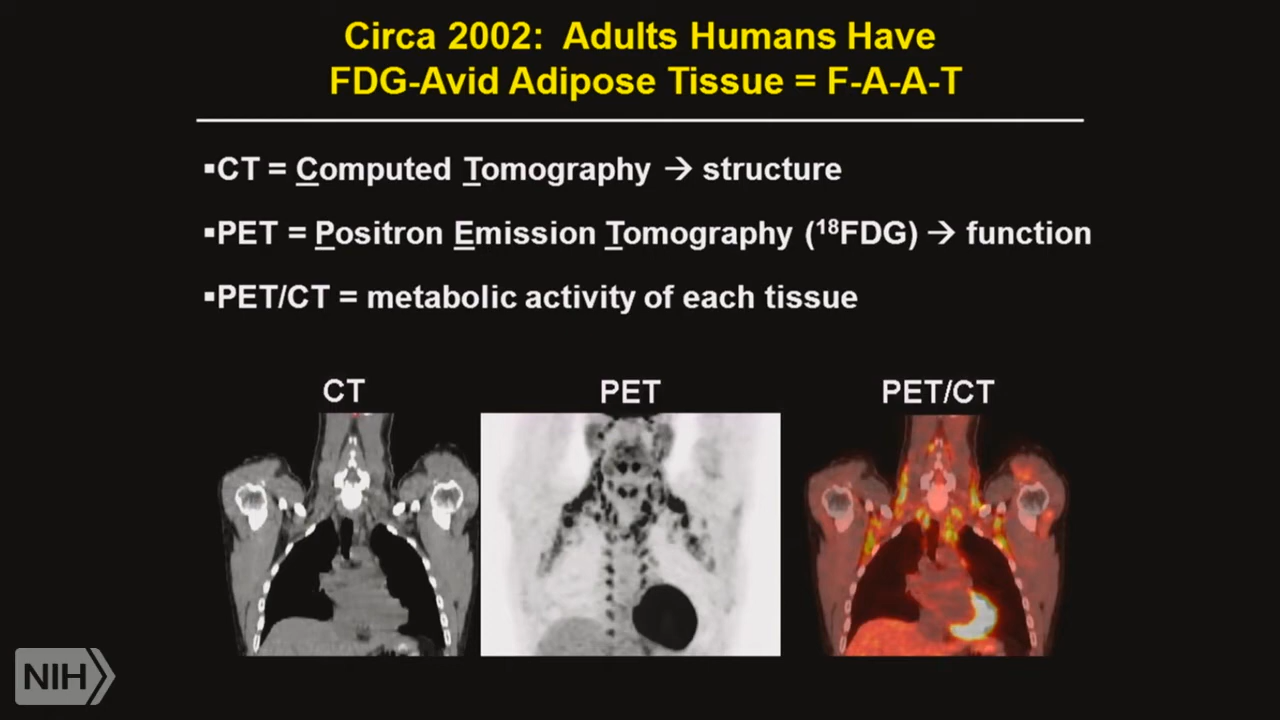 Circa 2002: Adults Humans Have
FDG-Avid Adipose Tissue = F-A-A-T
▪CT = Computed Tomography → structure
▪PET = Positron Emission Tomography (¹⁸FDG) → function
▪PET/CT = metabolic activity of each tissue
CT
PET
PET/CT
NIH